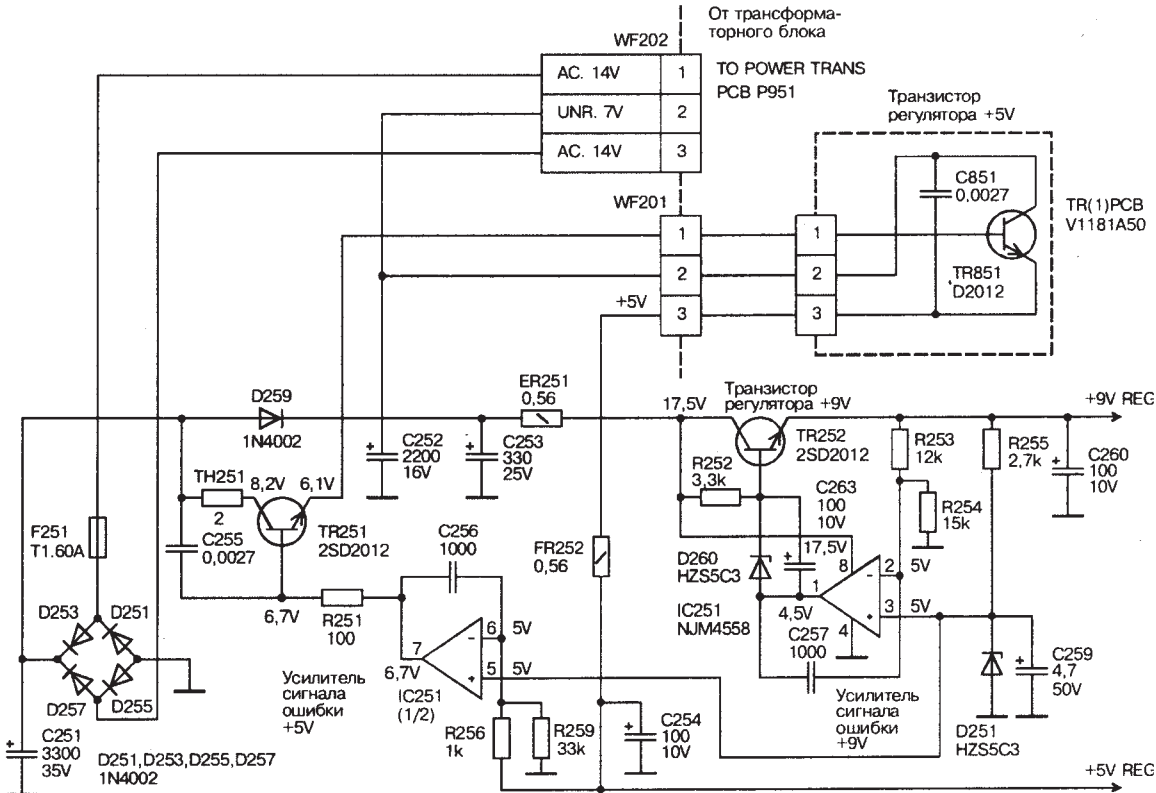 От трансформа-
торного блока
WF202
AC. 14V 1
UNR. 7V 2
AC. 14V 3
TO POWER TRANS
PCB P951
Транзистор
регулятора +5V
C851
0,0027
TR(1)PCB
V1181A50
TR851
D2012
WF201
1
2
3
1
2
3
+5V
D259
1N4002
ER251
0,56
17,5V
Транзистор
регулятора +9V
+9V REG
TR252
2SD2012
C252
2200
16V
C253
330
25V
R252
3,3k
R253
12k
R255
2,7k
C260
100
10V
R254
15k
TH251
2
8,2V
6,1V
TR251
2SD2012
C255
0,0027
F251
T1.60A
C256
1000
FR252
0,56
C263
100
10V
17,5V
D260
HZS5C3
IC251
NJM4558
8
1
2
3
4
-
+
5V
5V
4,5V
C257
1000
6,7V
R251
100
7
6,7V
6
5
-
+
5V
5V
IC251
(1/2)
Усилитель
сигнала
ошибки
+5V
Усилитель
сигнала
ошибки
+9V
C259
4,7
50V
D251
HZS5C3
D253
D251
D257
D255
C251
3300
35V
D251,D253,D255,D257
1N4002
R256
1k
R259
33k
C254
100
10V
+5V REG